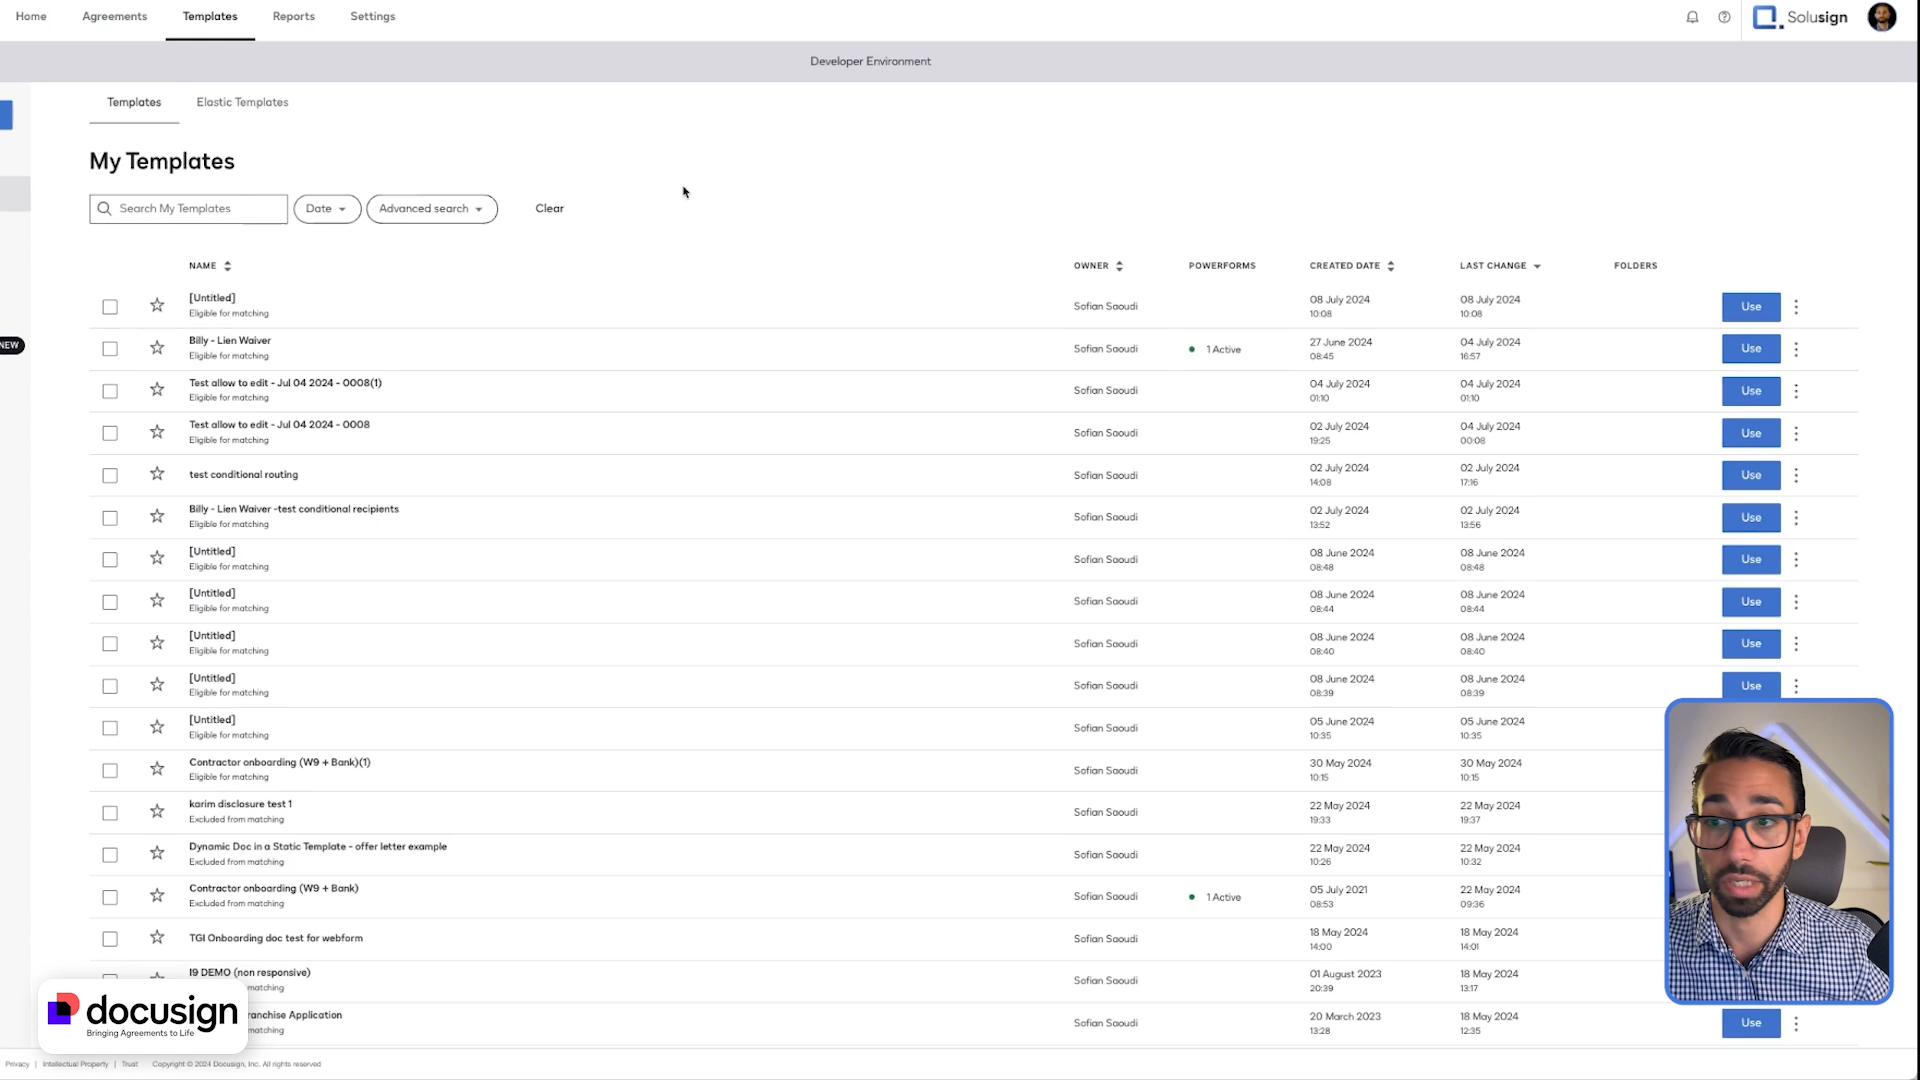 Home Agreements Templates Reports Settings Solusign
Developer Environment
Templates Elastic Templates
My Templates
Search My Templates Date Advanced search Clear
NAME OWNER POWERFORMS CREATED DATE LAST CHANGE FOLDERS
[Untitled] Sofian Saoudi 08 July 2024 08 July 2024 Use
Eligible for matching 10:08 10:08
NEW
Billy - Lien Waiver Sofian Saoudi 1 Active 27 June 2024 04 July 2024 Use
Eligible for matching 08:45 16:57
Test allow to edit - Jul 04 2024 - 0008(1) Sofian Saoudi 04 July 2024 04 July 2024 Use
Eligible for matching 01:10 01:10
Test allow to edit - Jul 04 2024 - 0008 Sofian Saoudi 02 July 2024 04 July 2024 Use
Eligible for matching 19:25 00:08
test conditional routing Sofian Saoudi 02 July 2024 02 July 2024 Use
14:08 17:16
Billy - Lien Waiver -test conditional recipients Sofian Saoudi 02 July 2024 02 July 2024 Use
Eligible for matching 13:52 13:56
[Untitled] Sofian Saoudi 08 June 2024 08 June 2024 Use
Eligible for matching 08:48 08:48
[Untitled] Sofian Saoudi 08 June 2024 08 June 2024 Use
Eligible for matching 08:44 08:44
[Untitled] Sofian Saoudi 08 June 2024 08 June 2024 Use
Eligible for matching 08:40 08:40
[Untitled] Sofian Saoudi 08 June 2024 08 June 2024 Use
Eligible for matching 08:39 08:39
[Untitled] Sofian Saoudi 05 June 2024 05 June 2024
Eligible for matching 10:35 10:35
Contractor onboarding (W9 + Bank)(1) Sofian Saoudi 30 May 2024 30 May 2024
Eligible for matching 10:15 10:15
karim disclosure test 1 Sofian Saoudi 22 May 2024 22 May 2024
Excluded from matching 19:33 19:37
Dynamic Doc in a Static Template - offer letter example Sofian Saoudi 22 May 2024 22 May 2024
Excluded from matching 10:26 10:32
Contractor onboarding (W9 + Bank) Sofian Saoudi 1 Active 05 July 2021 22 May 2024
Excluded from matching 08:53 09:36
TGI Onboarding doc test for webform Sofian Saoudi 18 May 2024 18 May 2024
14:00 14:01
I9 DEMO (non responsive) Sofian Saoudi 01 August 2023 18 May 2024
matching 20:39 13:17
anchise Application Sofian Saoudi 20 March 2023 18 May 2024 Use
matching 13:28 12:35
docusign
Bringing Agreements to Life
Privacy | Intellectual Property | Trust Copyright © 2024 Docusign, Inc. All rights reserved